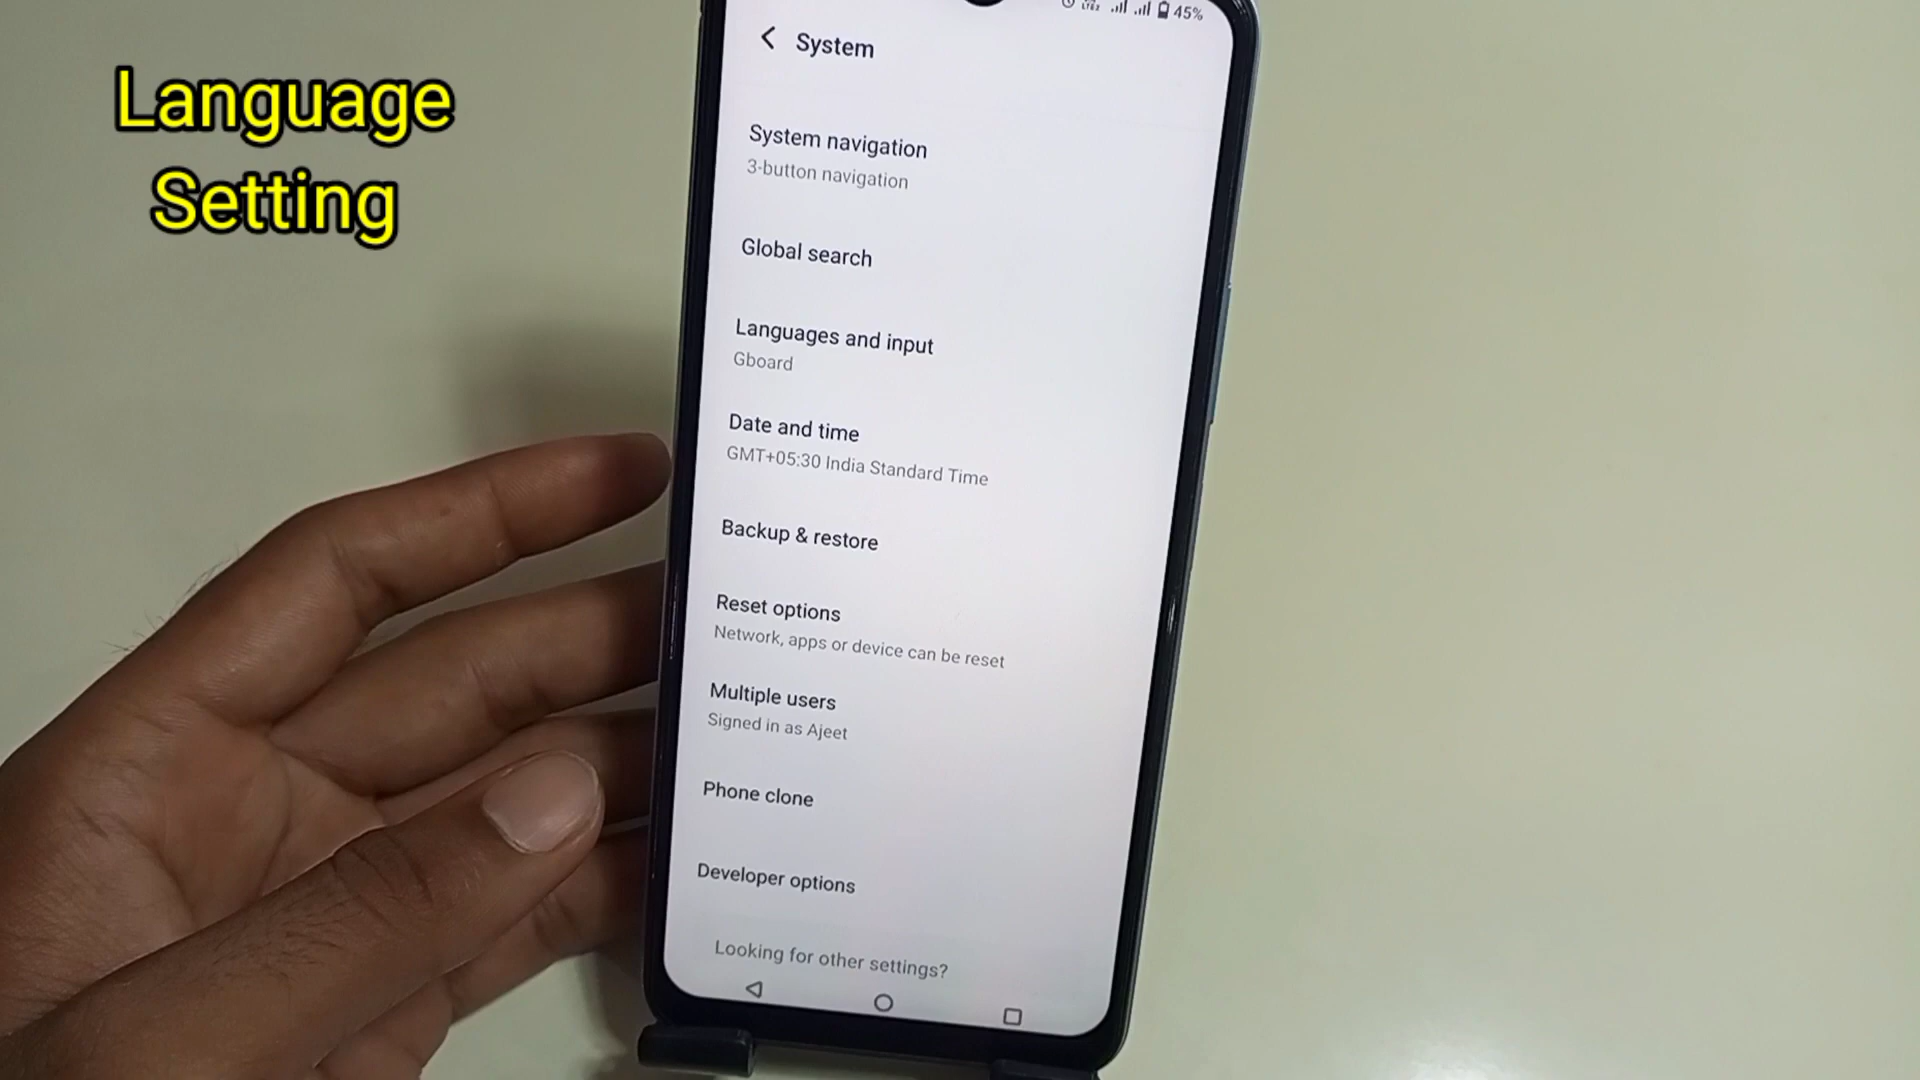 Language
Setting
45%
System
System navigation
3-button navigation
Global search
Languages and input
Gboard
Date and time
GMT+05:30 India Standard Time
Backup & restore
Reset options
Network, apps or device can be reset
Multiple users
Signed in as Ajeet
Phone clone
Developer options
Looking for other settings?